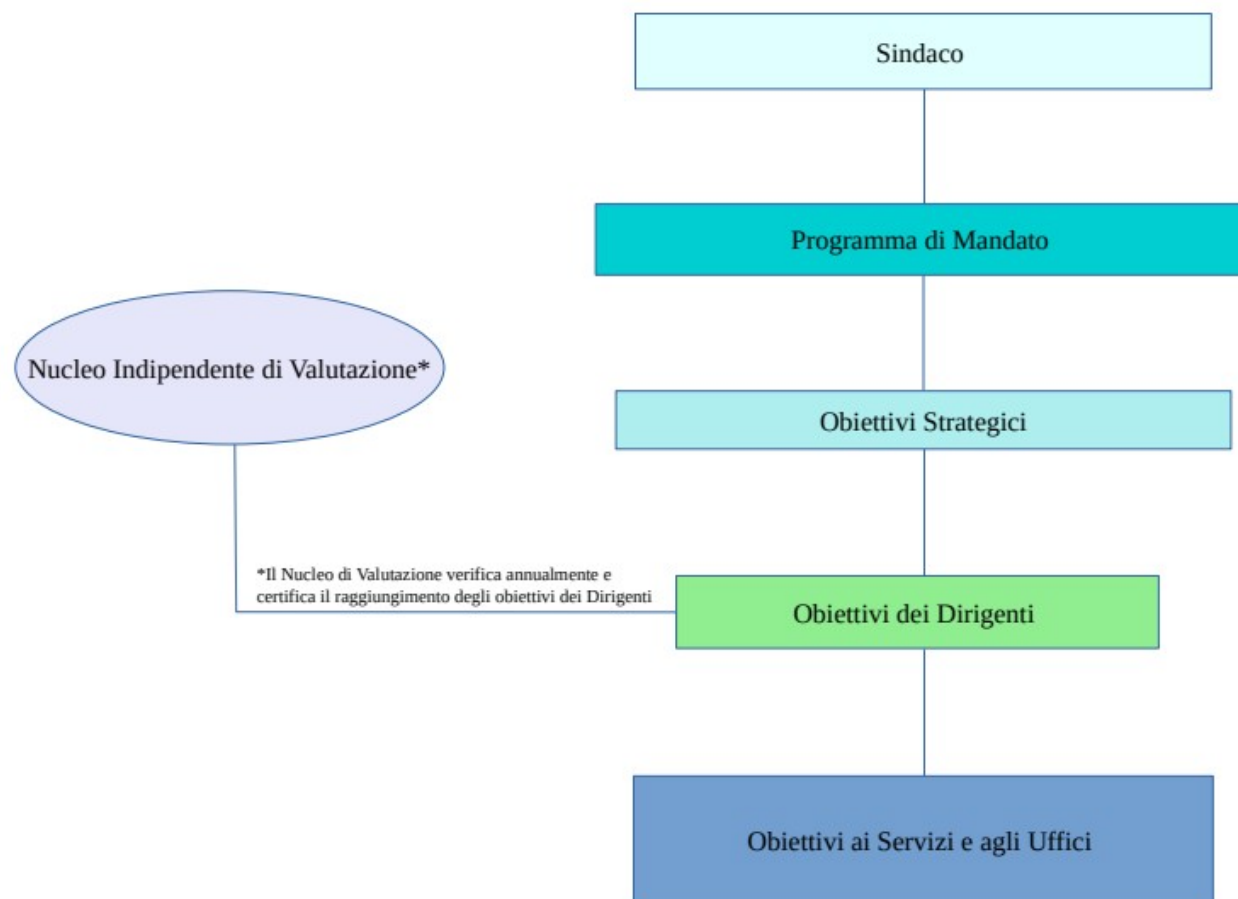 Sindaco
Programma di Mandato
Nucleo Indipendente di Valutazione*
Obiettivi Strategici
*Il Nucleo di Valutazione verifica annualmente e
certifica il raggiungimento degli obiettivi dei Dirigenti
Obiettivi dei Dirigenti
Obiettivi ai Servizi e agli Uffici